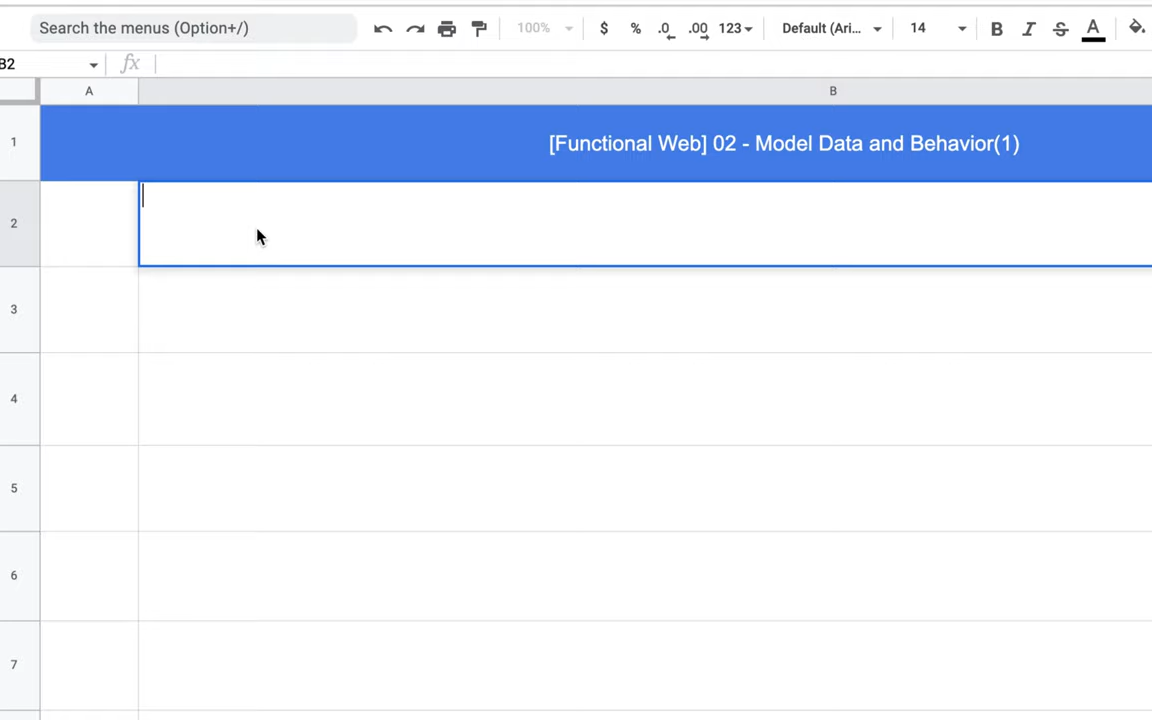 Search the menus (Option+/)
100%
$ % .0 .00 123
Default (Ari...
14
B I S A
B2
fx
A B
1
[Functional Web] 02 - Model Data and Behavior(1)
2
3
4
5
6
7